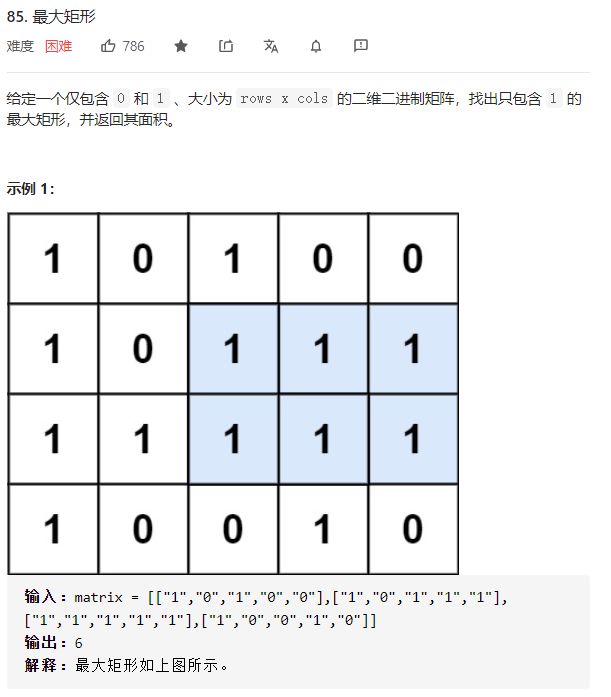 85. 最大矩形
难度 困难 786
给定一个仅包含 0 和 1 、大小为 rows x cols 的二维二进制矩阵，找出只包含 1 的
最大矩形，并返回其面积。
示例 1：
1 0 1 0 0
1 0 1 1 1
1 1 1 1 1
1 0 0 1 0
输入：matrix = [["1","0","1","0","0"],["1","0","1","1","1"],
["1","1","1","1","1"],["1","0","0","1","0"]]
输出：6
解释：最大矩形如上图所示。